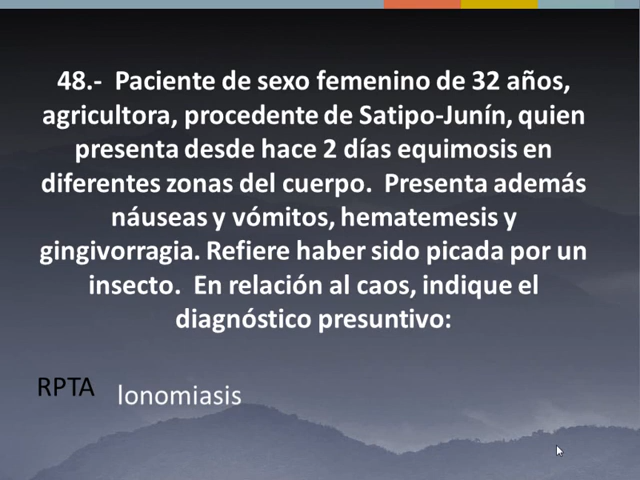 48.- Paciente de sexo femenino de 32 años,
agricultora, procedente de Satipo-Junín, quien
presenta desde hace 2 días equimosis en
diferentes zonas del cuerpo. Presenta además
náuseas y vómitos, hematemesis y
gingivorragia. Refiere haber sido picada por un
insecto. En relación al caos, indique el
diagnóstico presuntivo:
RPTA lonomiasis